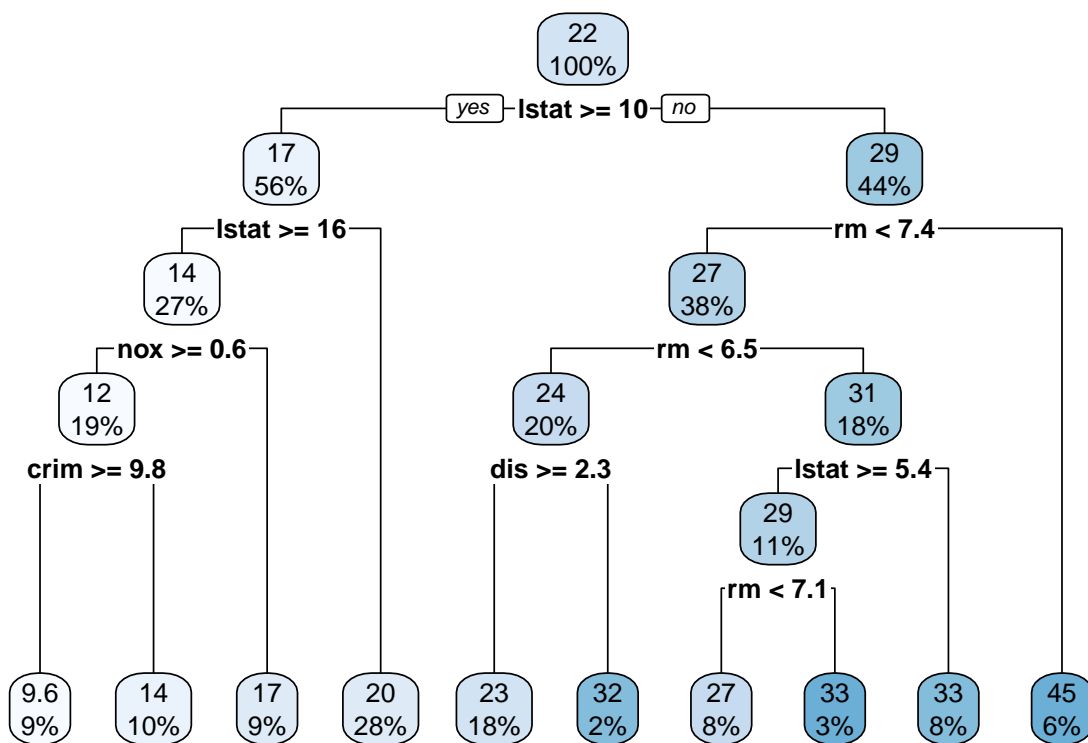 22
100%
yes lstat >= 10 no
17 29
56% 44%
lstat >= 16 rm < 7.4
14 27
27% 38%
nox >= 0.6 rm < 6.5
12 24 31
19% 20% 18%
crim >= 9.8 dis >= 2.3 lstat >= 5.4
29
11%
rm < 7.1
9.6 14 17 20 23 32 27 33 33 45
9% 10% 9% 28% 18% 2% 8% 3% 8% 6%